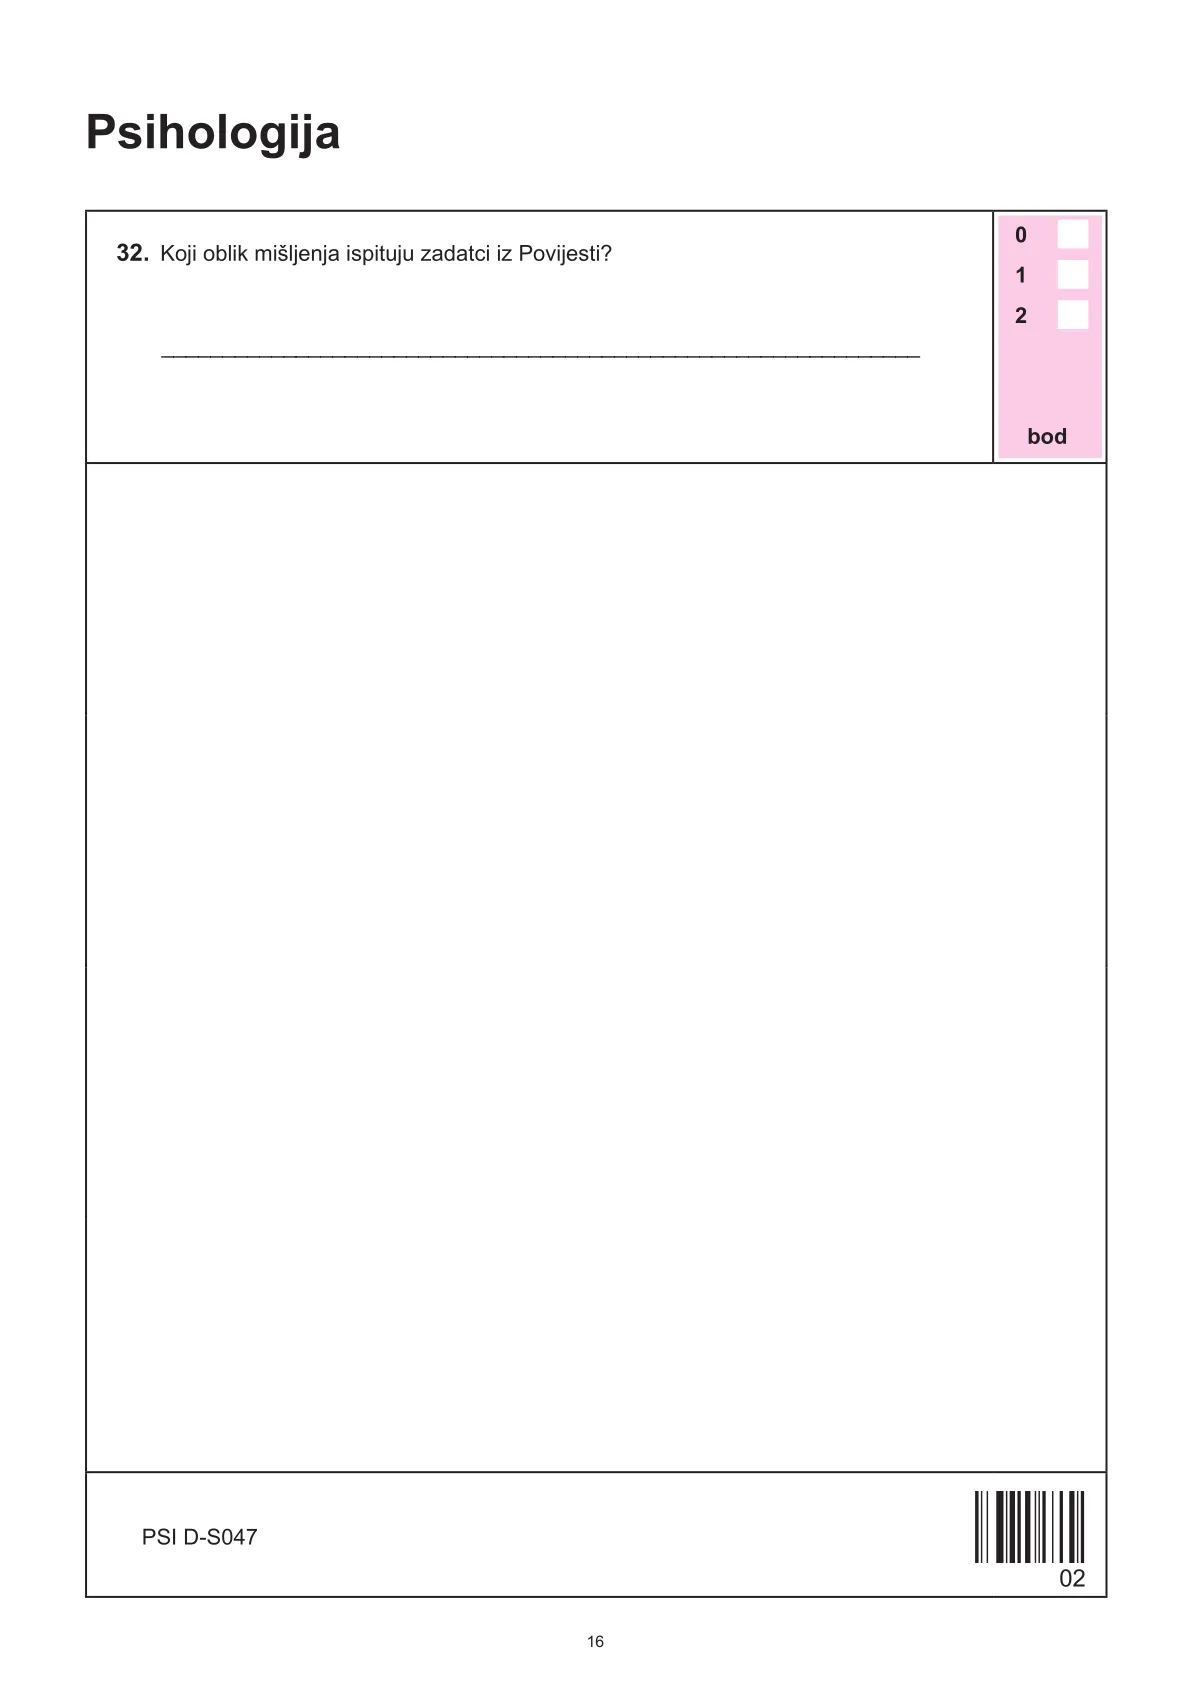 Psihologija
32. Koji oblik mišljenja ispituju zadatci iz Povijesti?
0
1
2
bod
PSI D-S047
02
16